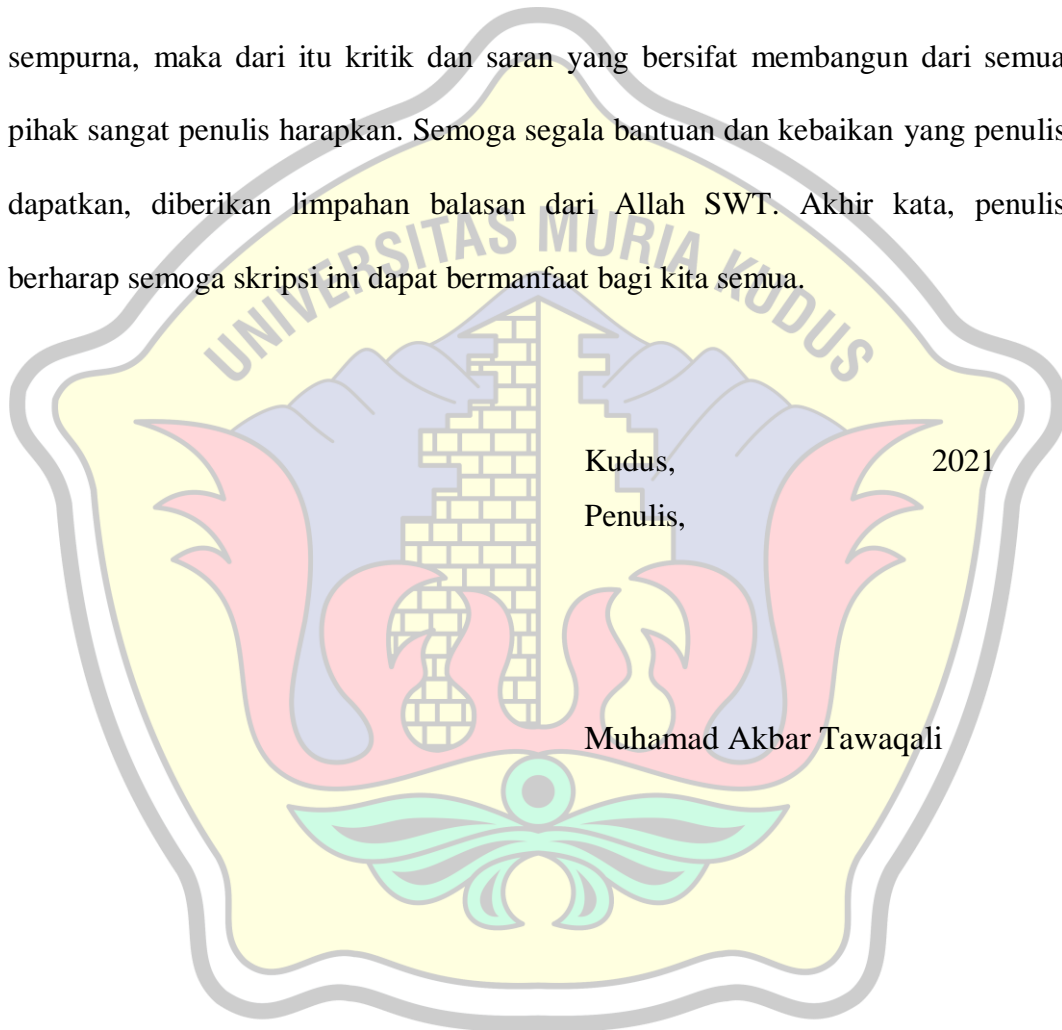 sempurna, maka dari itu kritik dan saran yang bersifat membangun dari semua
pihak sangat penulis harapkan. Semoga segala bantuan dan kebaikan yang penulis
dapatkan, diberikan limpahan balasan dari Allah SWT. Akhir kata, penulis
berharap semoga skripsi ini dapat bermanfaat bagi kita semua.
UNIVERSITAS MURIA KUDUS
Kudus, 2021
Penulis,
Muhamad Akbar Tawaqali